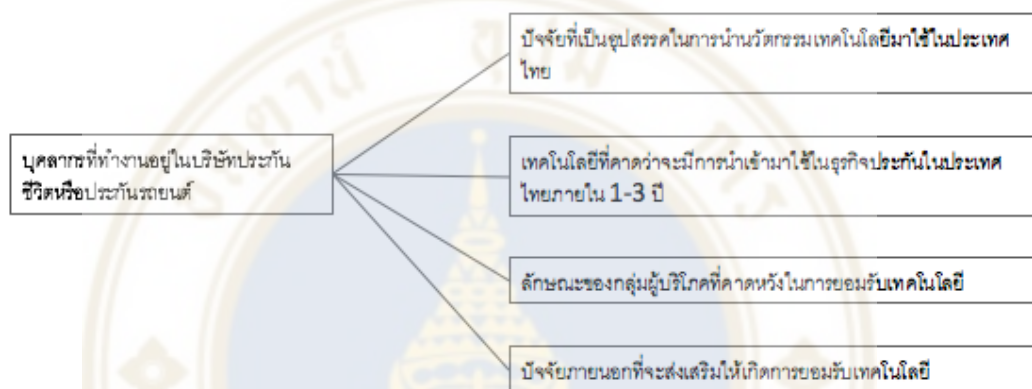 ปัจจัยที่เป็นอุปสรรคในการนำนวัตกรรมเทคโนโลยีมาใช้ในประเทศ
ไทย
บุคลากรที่ทำงานอยู่ในบริษัทประกัน
ชีวิตหรือประกันรถยนต์
เทคโนโลยีที่คาดว่าจะมีการนำเข้ามาใช้ในธุรกิจประกันในประเทศ
ไทยภายใน 1-3 ปี
ลักษณะของกลุ่มผู้บริโภคที่คาดหวังในการยอมรับเทคโนโลยี
ปัจจัยภายนอกที่จะส่งเสริมให้เกิดการยอมรับเทคโนโลยี